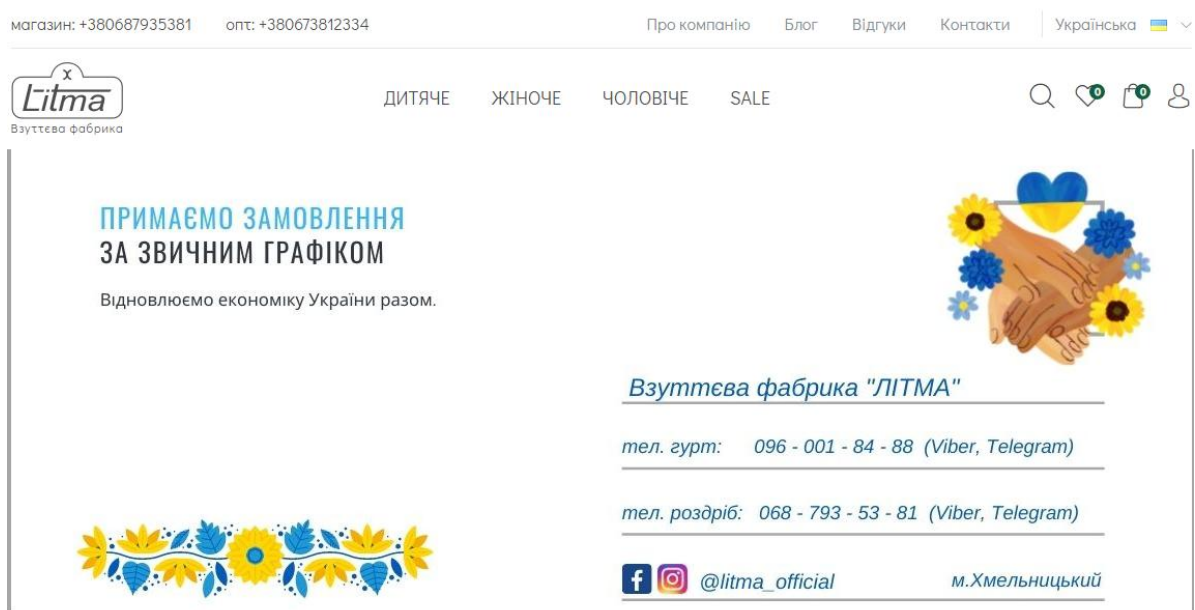 магазин: +380687935381 опт: +380673812334 Про компанію Блог Відгуки Контакти Українська
Litma
Взуттєва фабрика
ДИТЯЧЕ ЖІНОЧЕ ЧОЛОВІЧЕ SALE
0 0
ПРИМАЄМО ЗАМОВЛЕННЯ
ЗА ЗВИЧНИМ ГРАФІКОМ
Відновлюємо економіку України разом.
Взуттєва фабрика "ЛІТМА"
тел. гурт: 096 - 001 - 84 - 88 (Viber, Telegram)
тел. роздріб: 068 - 793 - 53 - 81 (Viber, Telegram)
@litma_official м.Хмельницький